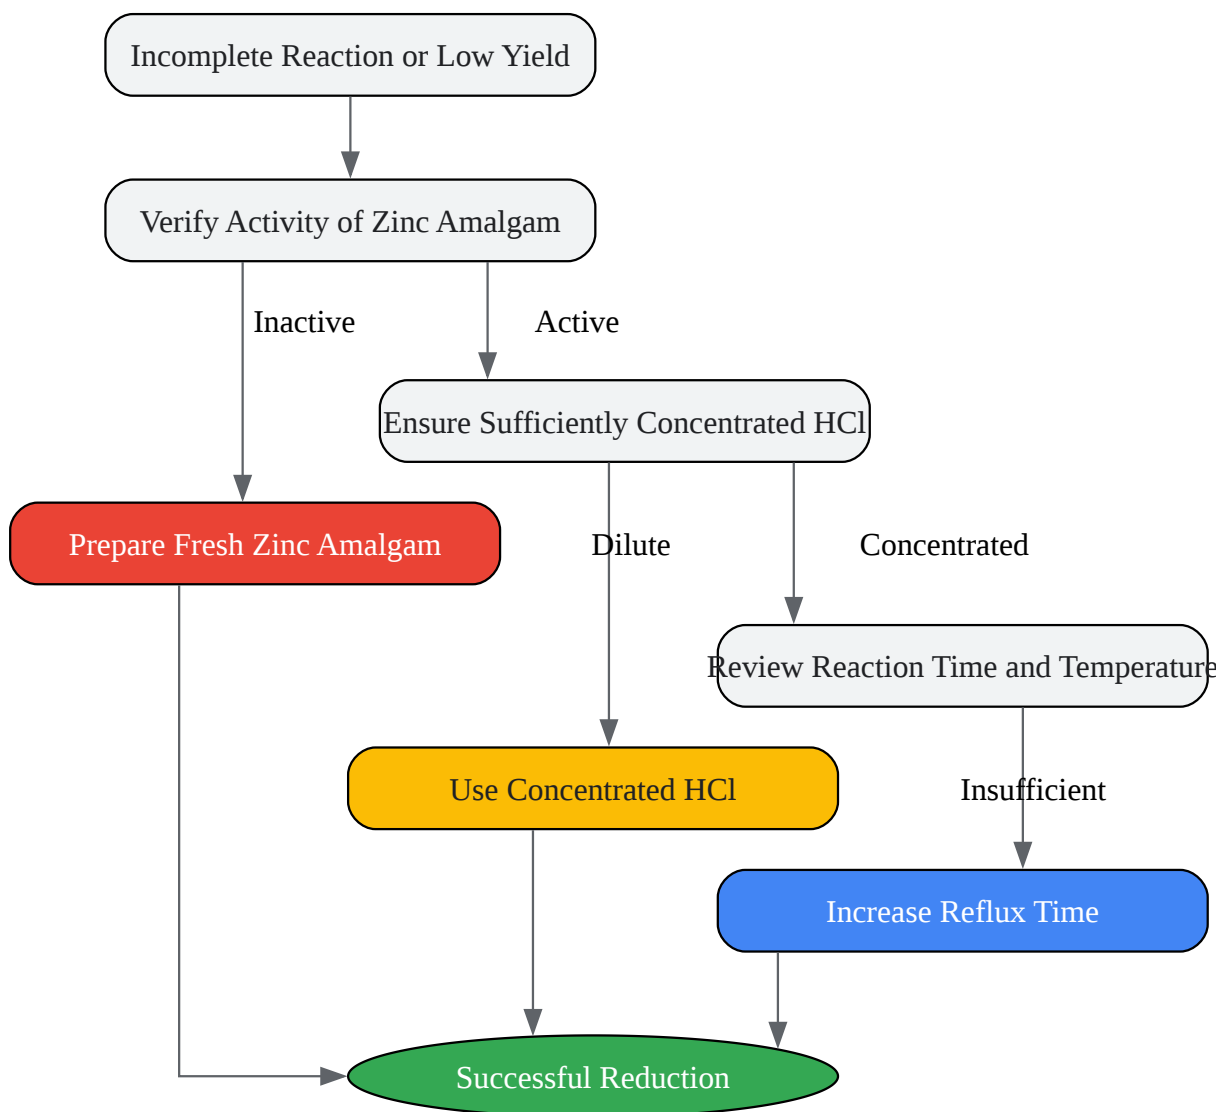 Incomplete Reaction or Low Yield
Verify Activity of Zinc Amalgam
Inactive
Active
Ensure Sufficiently Concentrated HCl
Prepare Fresh Zinc Amalgam
Dilute
Concentrated
Review Reaction Time and Temperature
Use Concentrated HCl
Insufficient
Increase Reflux Time
Successful Reduction